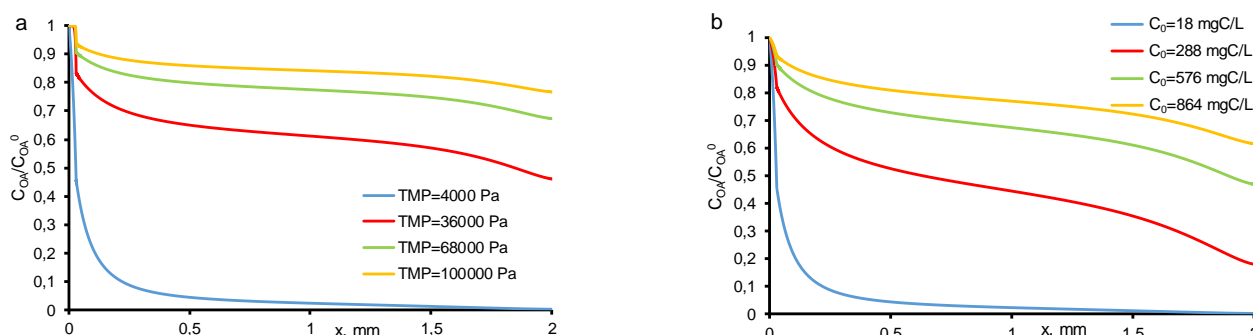 a
C_OA/C_OA^0
1
0,9
0,8
0,7
0,6
0,5
0,4
0,3
0,2
0,1
0
TMP=4000 Pa
TMP=36000 Pa
TMP=68000 Pa
TMP=100000 Pa
0
0,5
1
1,5
2
x, mm
b
C₀=18 mgC/L
C₀=288 mgC/L
C₀=576 mgC/L
C₀=864 mgC/L
C_OA/C_OA^0
1
0,9
0,8
0,7
0,6
0,5
0,4
0,3
0,2
0,1
0
0
0,5
1
1,5
2
x, mm